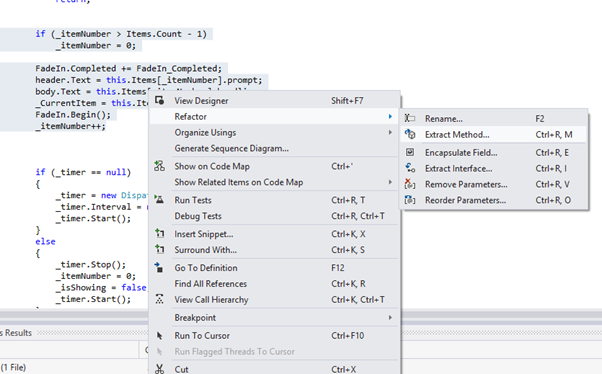 return;
if (_itemNumber > Items.Count - 1)
_itemNumber = 0;
FadeIn.Completed += FadeIn_Completed;
header.Text = this.Items[_itemNumber].prompt;
body.Text = this.Items
_CurrentItem = this.Ite
FadeIn.Begin();
_itemNumber++;
if (_timer == null)
{
_timer = new Dispat
_timer.Interval =
_timer.Start();
}
else
{
_timer.Stop();
_itemNumber = 0;
_isShowing = false
_timer.Start();
View Designer Shift+F7
Refactor
Organize Usings
Generate Sequence Diagram...
Show on Code Map Ctrl+`
Show Related Items on Code Map
Run Tests Ctrl+R, T
Debug Tests Ctrl+R, Ctrl+T
Insert Snippet... Ctrl+K, X
Surround With... Ctrl+K, S
Go To Definition F12
Find All References Ctrl+K, R
View Call Hierarchy Ctrl+K, Ctrl+T
Breakpoint
Run To Cursor Ctrl+F10
Run Flagged Threads To Cursor
Cut Ctrl+X
Rename... F2
Extract Method... Ctrl+R, M
Encapsulate Field... Ctrl+R, E
Extract Interface... Ctrl+R, I
Remove Parameters... Ctrl+R, V
Reorder Parameters... Ctrl+R, O
s Results
(1 File)